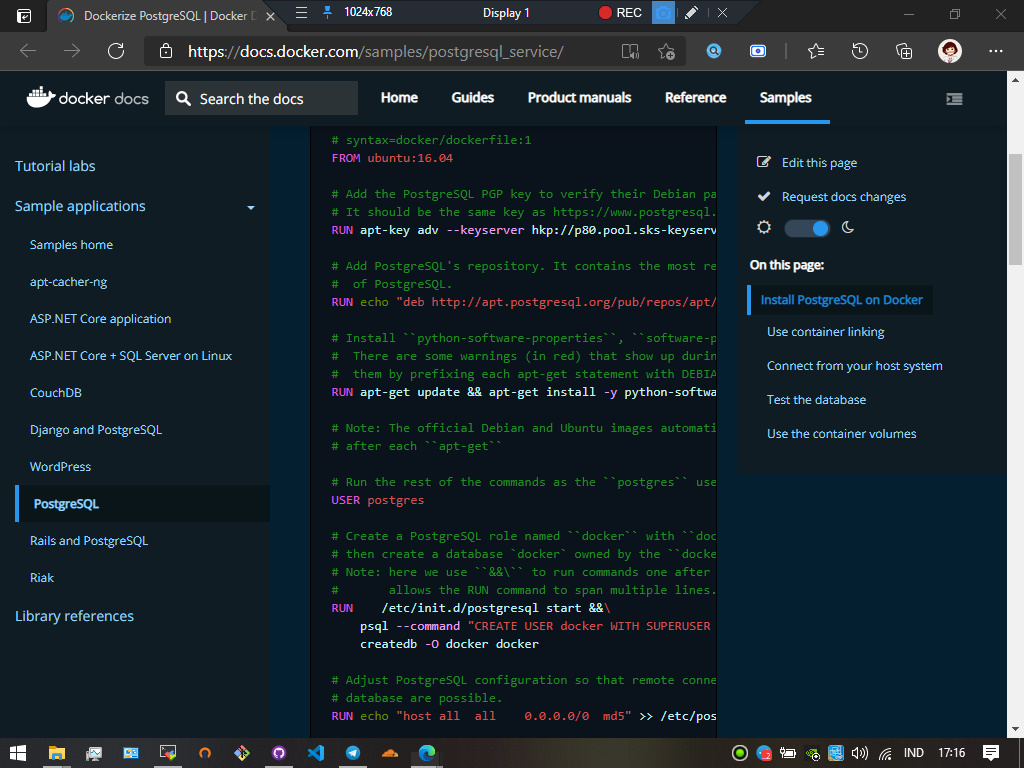 Dockerize PostgreSQL | Docker D
1024x768
Display 1
REC
https://docs.docker.com/samples/postgresql_service/
docker docs
Search the docs
Home
Guides
Product manuals
Reference
Samples
Tutorial labs
Sample applications
Samples home
apt-cacher-ng
ASP.NET Core application
ASP.NET Core + SQL Server on Linux
CouchDB
Django and PostgreSQL
WordPress
PostgreSQL
Rails and PostgreSQL
Riak
Library references
# syntax=docker/dockerfile:1
FROM ubuntu:16.04
# Add the PostgreSQL PGP key to verify their Debian pa
# It should be the same key as https://www.postgresql.
RUN apt-key adv --keyserver hkp://p80.pool.sks-keyserv
# Add PostgreSQL's repository. It contains the most re
#  of PostgreSQL.
RUN echo "deb http://apt.postgresql.org/pub/repos/apt/
# Install ``python-software-properties``, ``software-p
#  There are some warnings (in red) that show up durin
#  them by prefixing each apt-get statement with DEBIA
RUN apt-get update && apt-get install -y python-softwa
# Note: The official Debian and Ubuntu images automati
# after each ``apt-get``
# Run the rest of the commands as the ``postgres`` use
USER postgres
# Create a PostgreSQL role named ``docker`` with ``doc
# then create a database `docker` owned by the ``docke
# Note: here we use ``&&\`` to run commands one after
#       allows the RUN command to span multiple lines.
RUN    /etc/init.d/postgresql start &&\
    psql --command "CREATE USER docker WITH SUPERUSER
    createdb -O docker docker
# Adjust PostgreSQL configuration so that remote conne
# database are possible.
RUN echo "host all  all    0.0.0.0/0  md5" >> /etc/pos
Edit this page
Request docs changes
On this page:
Install PostgreSQL on Docker
Use container linking
Connect from your host system
Test the database
Use the container volumes
IND
17:16